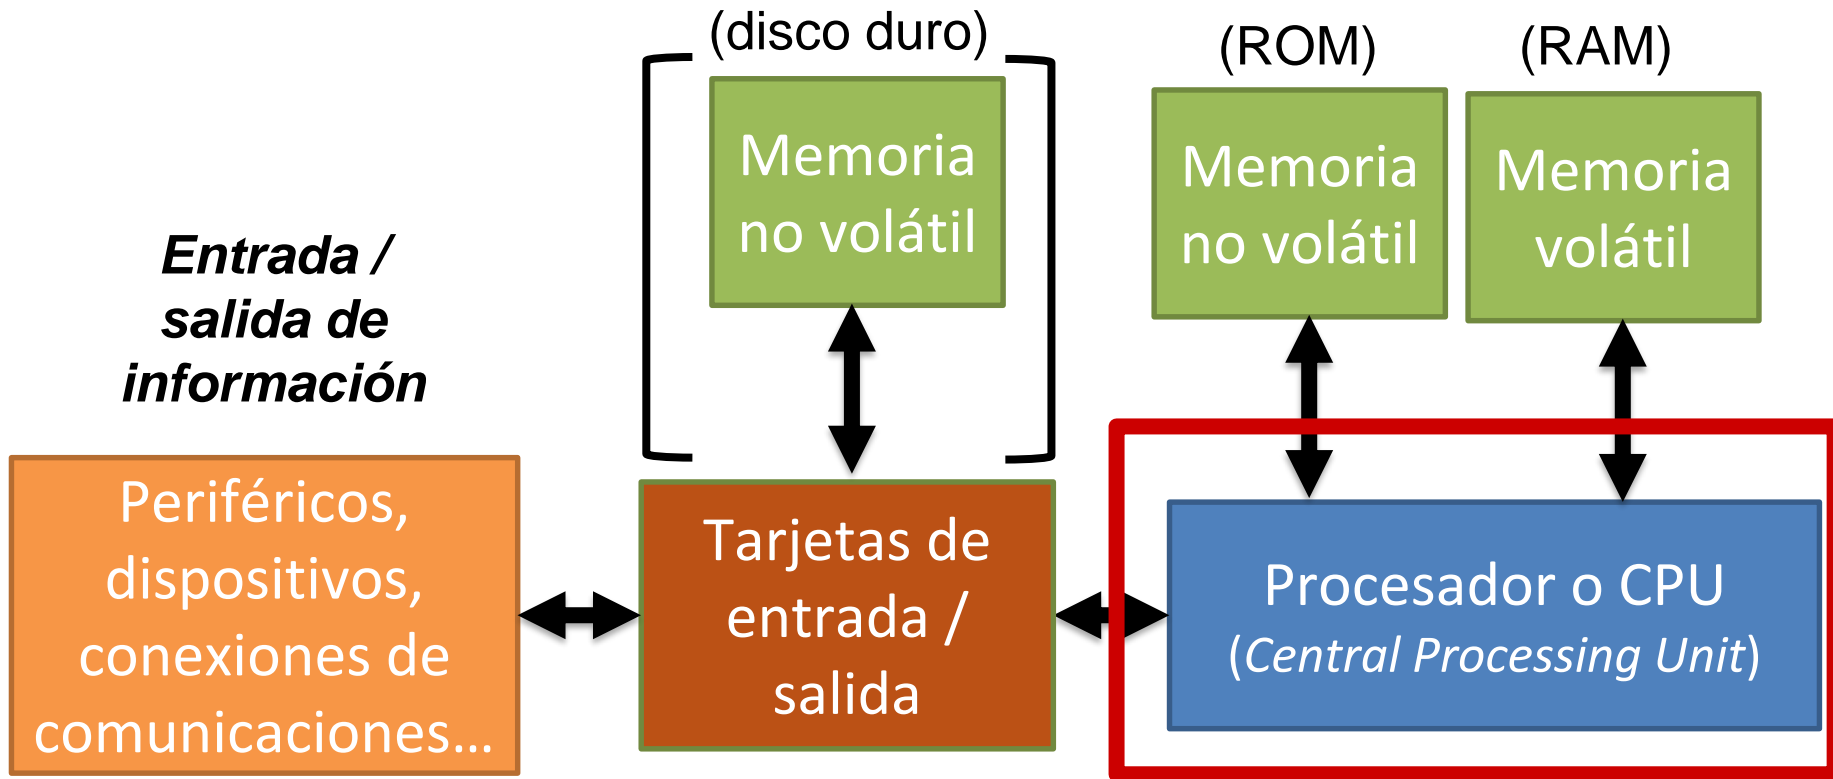 (disco duro)
Memoria
no volátil
(ROM)
Memoria
no volátil
(RAM)
Memoria
volátil
Entrada /
salida de
información
Periféricos,
dispositivos,
conexiones de
comunicaciones...
Tarjetas de
entrada /
salida
Procesador o CPU
(Central Processing Unit)